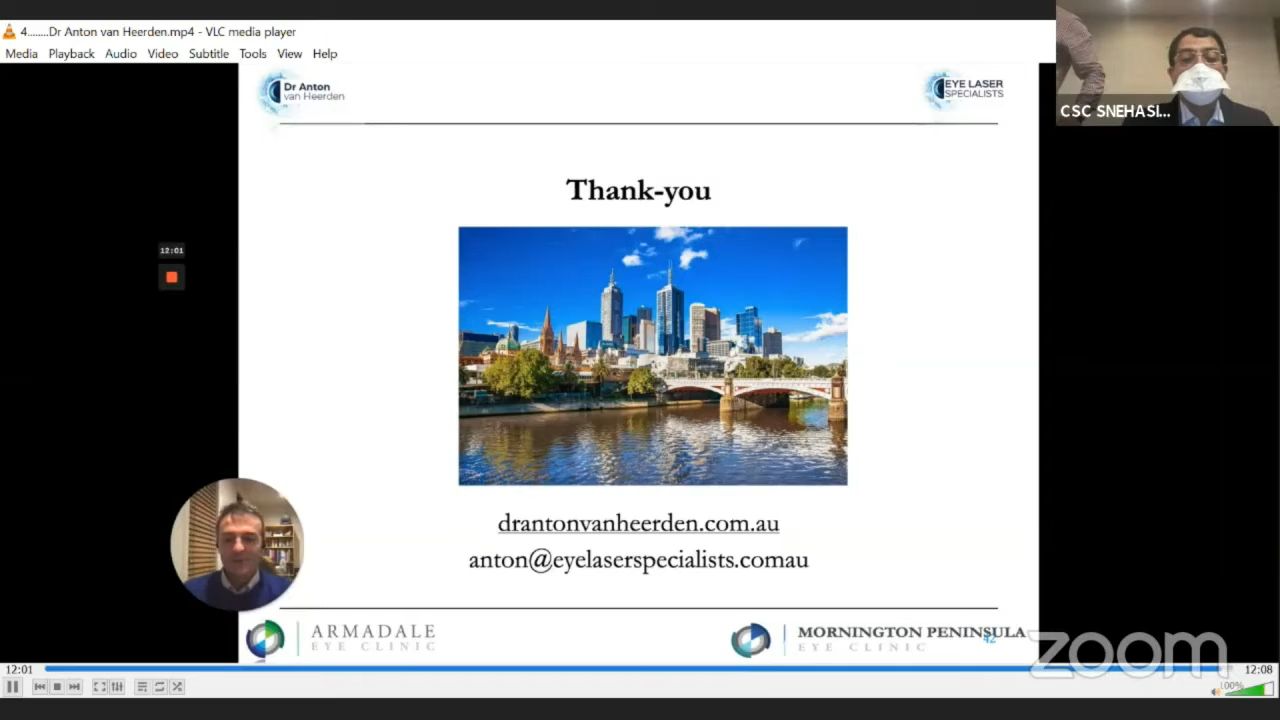 4........Dr Anton van Heerden.mp4 - VLC media player
Media Playback Audio Video Subtitle Tools View Help
CSC SNEHASI...
Dr Anton
van Heerden
EYE LASER
SPECIALISTS
Thank-you
12:01
drantonvanheerden.com.au
anton@eyelaserspecialists.comau
ARMADALE
EYE CLINIC
MORNINGTON PENINSULA
EYE CLINIC
42
zoom
12:01
12:08
100%